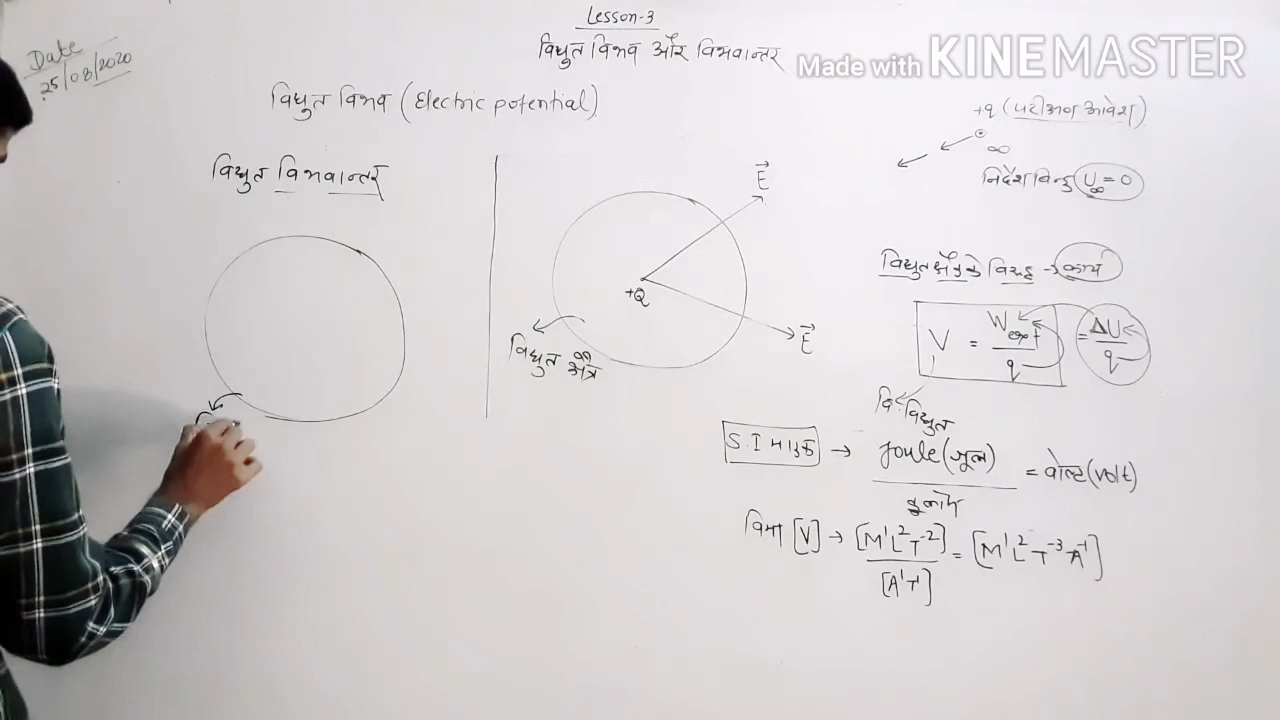 Lesson-3
विद्युत विभव और विभवान्तर
Made with KINEMASTER
Date
25/08/2020
विद्युत विभव (Electric potential)
विद्युत विभवान्तर
E⃗
E⃗
+Q
विद्युत क्षेत्र का
+q (परीक्षण आवेश)
∞
निर्देश बिन्दु U∞ = 0
विद्युत क्षेत्र के विरुद्ध → कार्य
V = Wext/q = ΔU/q
वि. विद्युत
S.I मात्रक → Joule (जूल)/कुलाम = वोल्ट (volt)
विमा [V] → [M¹L²T⁻²]/[A¹T¹] = [M¹L²T⁻³A⁻¹]